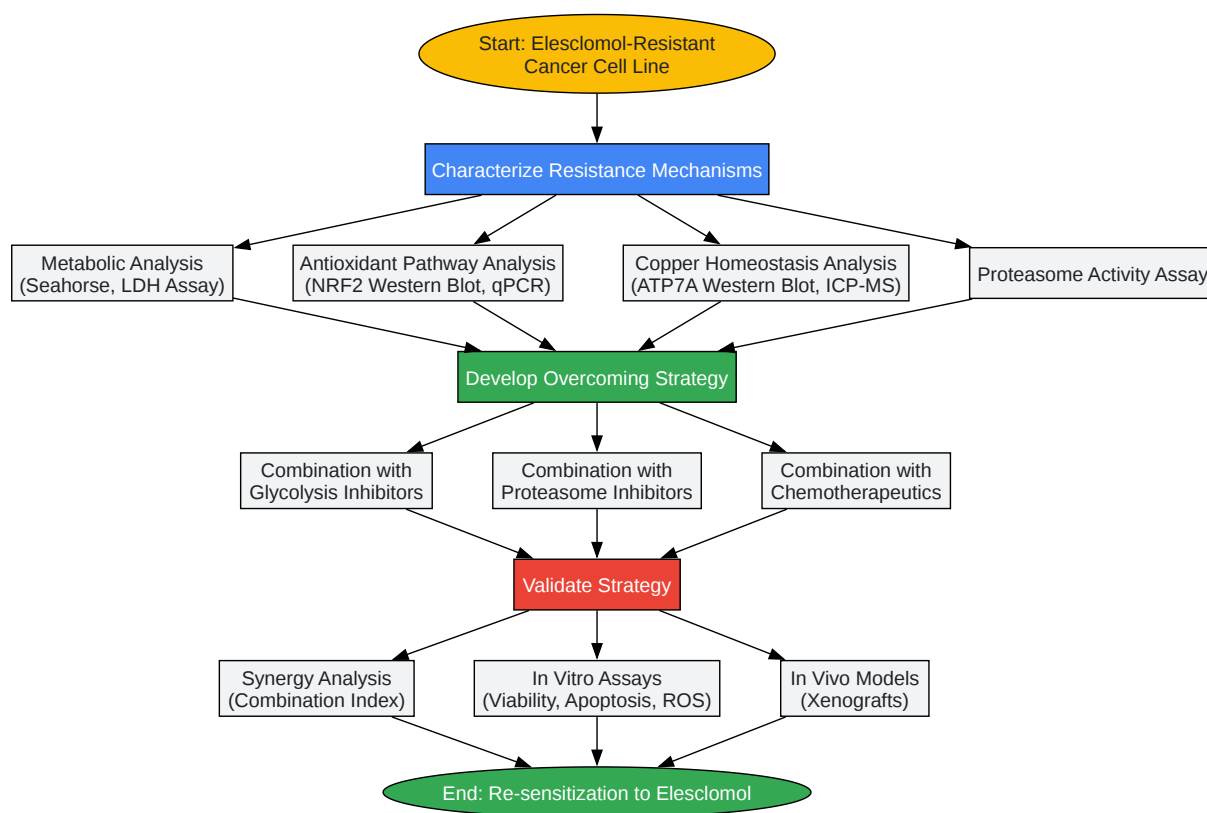 Start: Elesclomol-Resistant
Cancer Cell Line
Characterize Resistance Mechanisms
Metabolic Analysis
(Seahorse, LDH Assay)
Antioxidant Pathway Analysis
(NRF2 Western Blot, qPCR)
Copper Homeostasis Analysis
(ATP7A Western Blot, ICP-MS)
Proteasome Activity Assay
Develop Overcoming Strategy
Combination with
Glycolysis Inhibitors
Combination with
Proteasome Inhibitors
Combination with
Chemotherapeutics
Validate Strategy
Synergy Analysis
(Combination Index)
In Vitro Assays
(Viability, Apoptosis, ROS)
In Vivo Models
(Xenografts)
End: Re-sensitization to Elesclomol